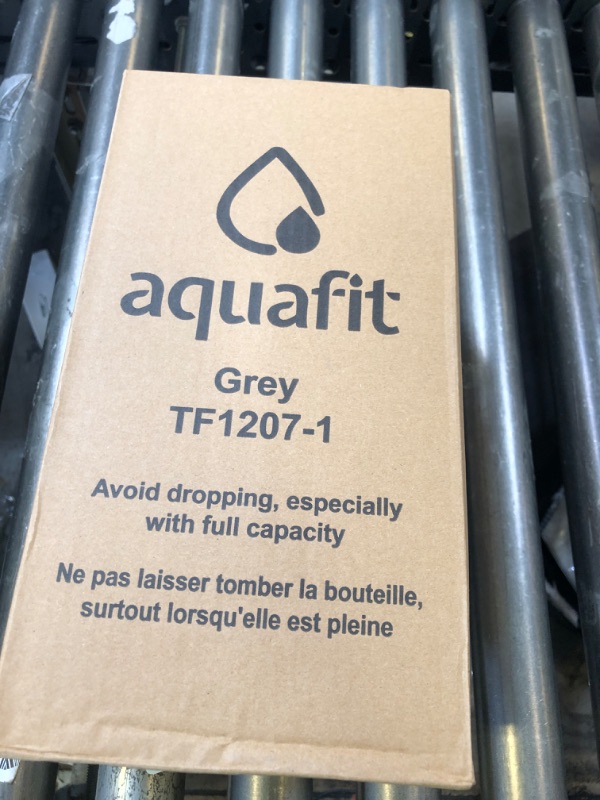 aquafit
Grey
TF1207-1
Avoid dropping, especially
with full capacity
Ne pas laisser tomber la bouteille,
surtout lorsqu'elle est pleine